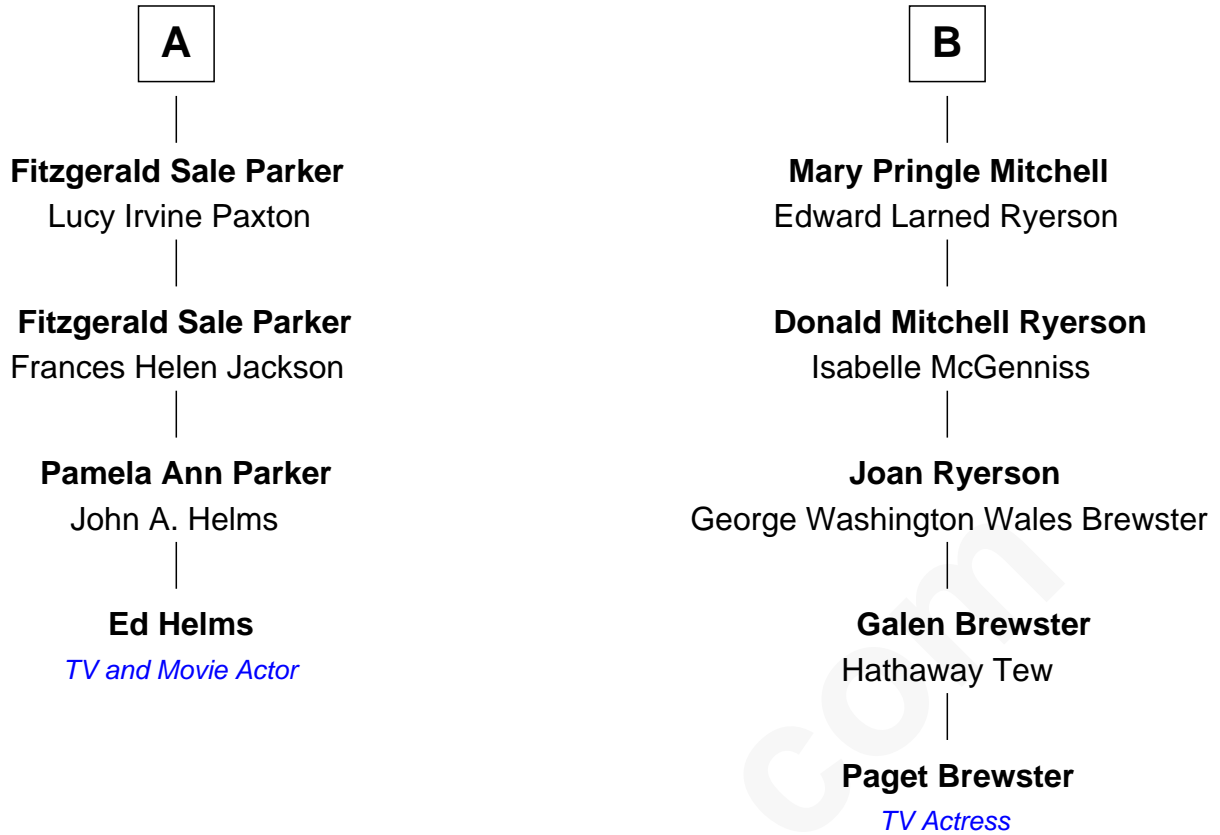 A
Fitzgerald Sale Parker
Lucy Irvine Paxton
Fitzgerald Sale Parker
Frances Helen Jackson
Pamela Ann Parker
John A. Helms
Ed Helms
TV and Movie Actor
B
Mary Pringle Mitchell
Edward Larned Ryerson
Donald Mitchell Ryerson
Isabelle McGenniss
Joan Ryerson
George Washington Wales Brewster
Galen Brewster
Hathaway Tew
Paget Brewster
TV Actress
com